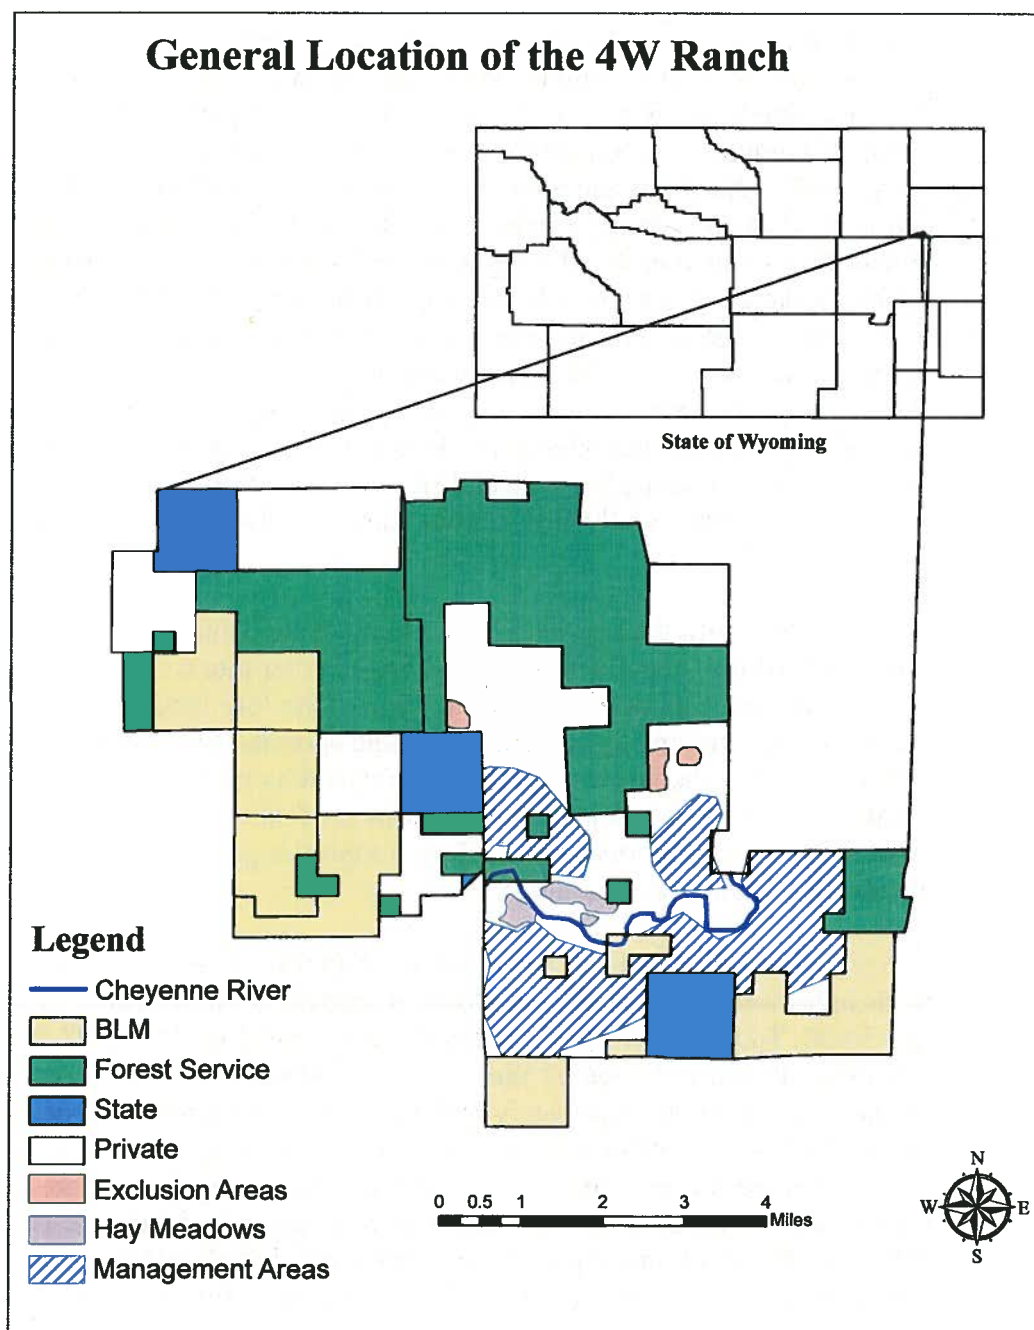 General Location of the 4W Ranch
State of Wyoming
Legend
Cheyenne River
BLM
Forest Service
State
Private
Exclusion Areas
Hay Meadows
Management Areas
0 0.5 1 2 3 4
Miles
N
W E
S